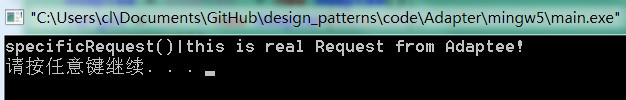 "C:\Users\cl\Documents\GitHub\design_patterns\code\Adapter\mingw5\main.exe"
specificRequest()|this is real Request from Adaptee!
请按任意键继续. . .